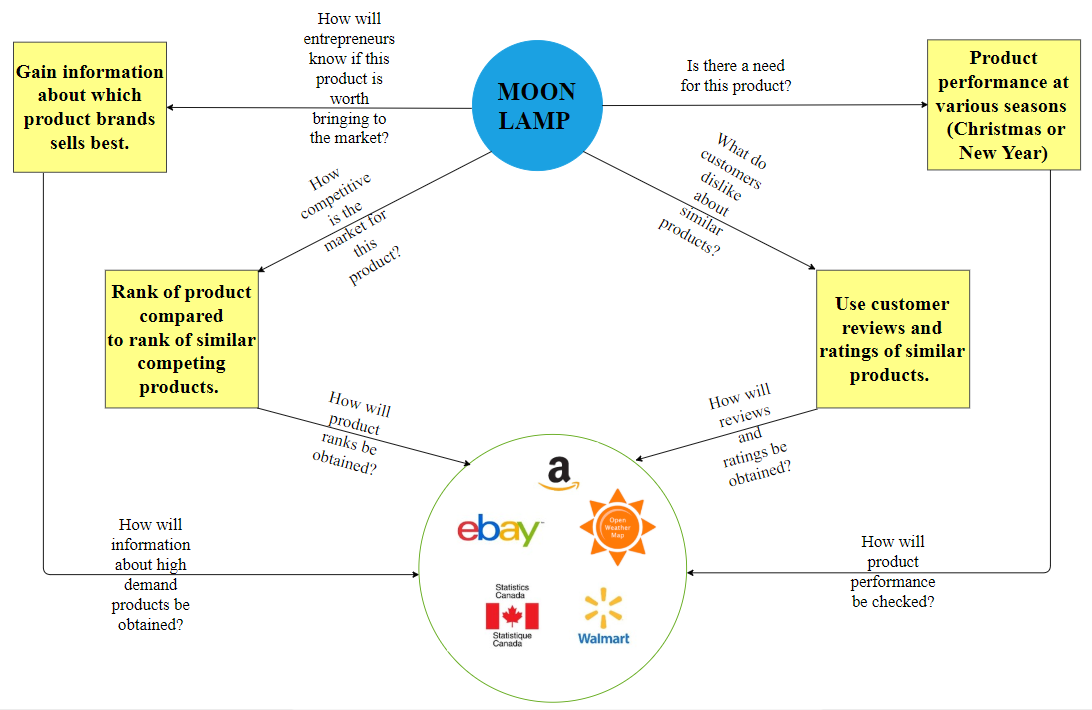 How will
entrepreneurs
know if this
product is
worth
bringing to
the market?
MOON
LAMP
Is there a need
for this product?
Gain information
about which
product brands
sells best.
Product
performance at
various seasons
(Christmas or
New Year)
How
competitive
is the
market for
this
product?
What do
customers
dislike
about
similar
products?
Rank of product
compared
to rank of similar
competing
products.
Use customer
reviews and
ratings of similar
products.
How will
product
ranks be
obtained?
How will
reviews
and
ratings be
obtained?
a
ebay™
Open
Weather
Map
How will
information
about high
demand
products be
obtained?
How will
product
performance
be checked?
Statistics
Canada
Statistique
Canada
Walmart